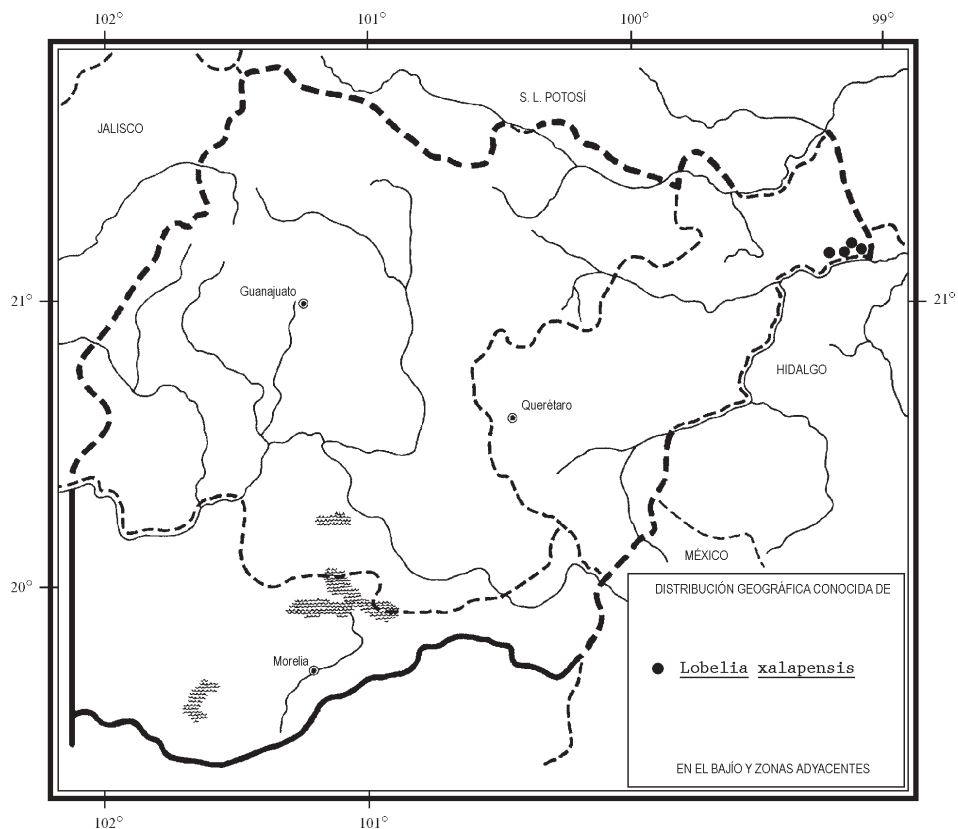 102°
101°
100°
99°
S. L. POTOSÍ
JALISCO
Guanajuato
21°
21°
HIDALGO
Querétaro
MÉXICO
20°
DISTRIBUCIÓN GEOGRÁFICA CONOCIDA DE
Morelia
Lobelia xalapensis
EN EL BAJÍO Y ZONAS ADYACENTES
102°
101°